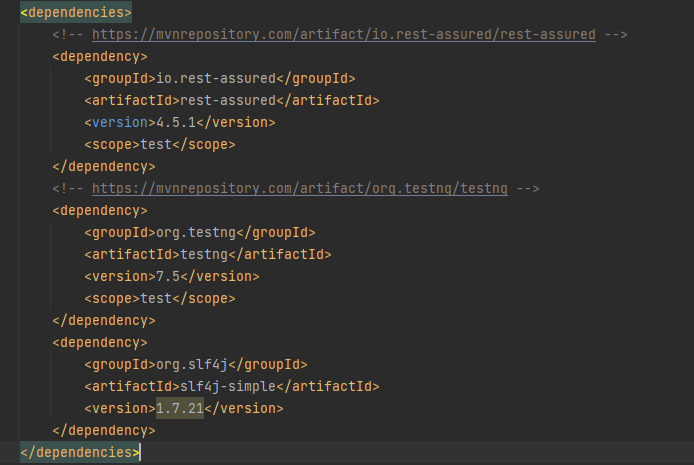 <dependencies>
<!-- https://mvnrepository.com/artifact/io.rest-assured/rest-assured -->
<dependency>
<groupId>io.rest-assured</groupId>
<artifactId>rest-assured</artifactId>
<version>4.5.1</version>
<scope>test</scope>
</dependency>
<!-- https://mvnrepository.com/artifact/org.testng/testng -->
<dependency>
<groupId>org.testng</groupId>
<artifactId>testng</artifactId>
<version>7.5</version>
<scope>test</scope>
</dependency>
<dependency>
<groupId>org.slf4j</groupId>
<artifactId>slf4j-simple</artifactId>
<version>1.7.21</version>
</dependency>
</dependencies>